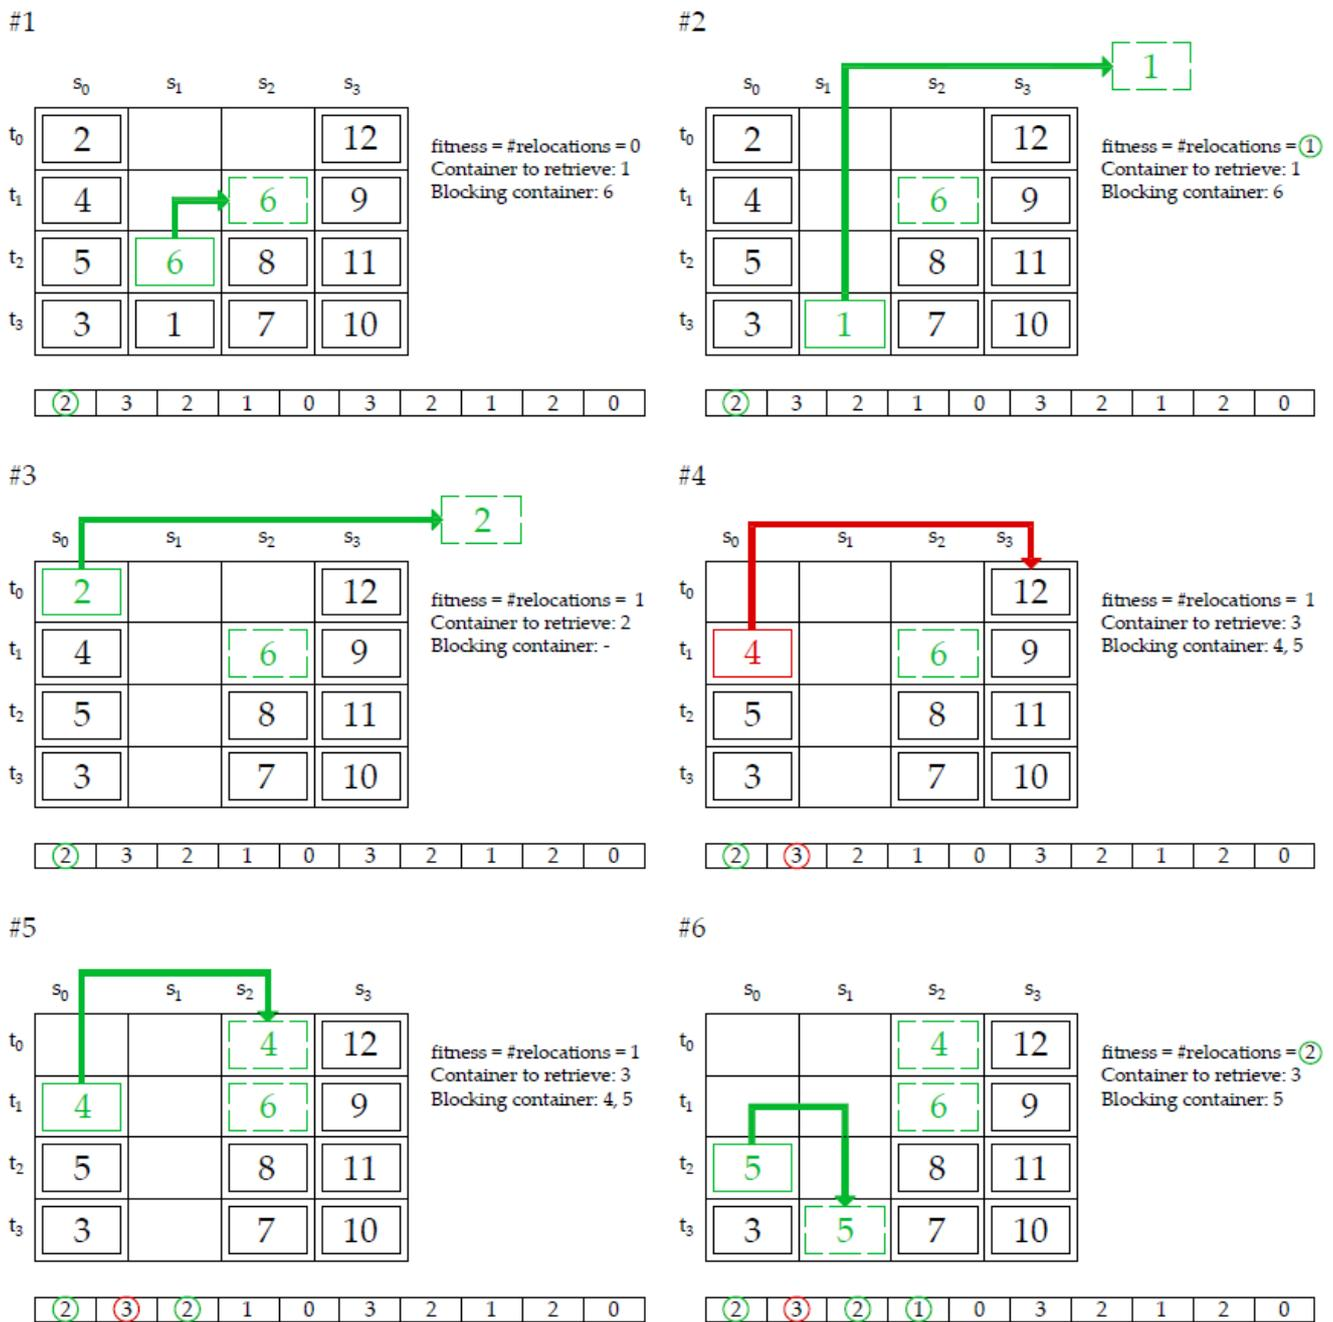 #1
s0 s1 s2 s3
t0 2 12
t1 4 6 9
t2 5 6 8 11
t3 3 1 7 10
fitness = #relocations = 0
Container to retrieve: 1
Blocking container: 6
2 3 2 1 0 3 2 1 2 0
#2
1
s0 s1 s2 s3
t0 2 12
t1 4 6 9
t2 5 8 11
t3 3 1 7 10
fitness = #relocations = 1
Container to retrieve: 1
Blocking container: 6
2 3 2 1 0 3 2 1 2 0
#3
2
s0 s1 s2 s3
t0 2 12
t1 4 6 9
t2 5 8 11
t3 3 7 10
fitness = #relocations = 1
Container to retrieve: 2
Blocking container: -
2 3 2 1 0 3 2 1 2 0
#4
s0 s1 s2 s3
t0 12
t1 4 6 9
t2 5 8 11
t3 3 7 10
fitness = #relocations = 1
Container to retrieve: 3
Blocking container: 4, 5
2 3 2 1 0 3 2 1 2 0
#5
s0 s1 s2 s3
t0 4 12
t1 4 6 9
t2 5 8 11
t3 3 7 10
fitness = #relocations = 1
Container to retrieve: 3
Blocking container: 4, 5
2 3 2 1 0 3 2 1 2 0
#6
s0 s1 s2 s3
t0 4 12
t1 6 9
t2 5 8 11
t3 3 5 7 10
fitness = #relocations = 2
Container to retrieve: 3
Blocking container: 5
2 3 2 1 0 3 2 1 2 0